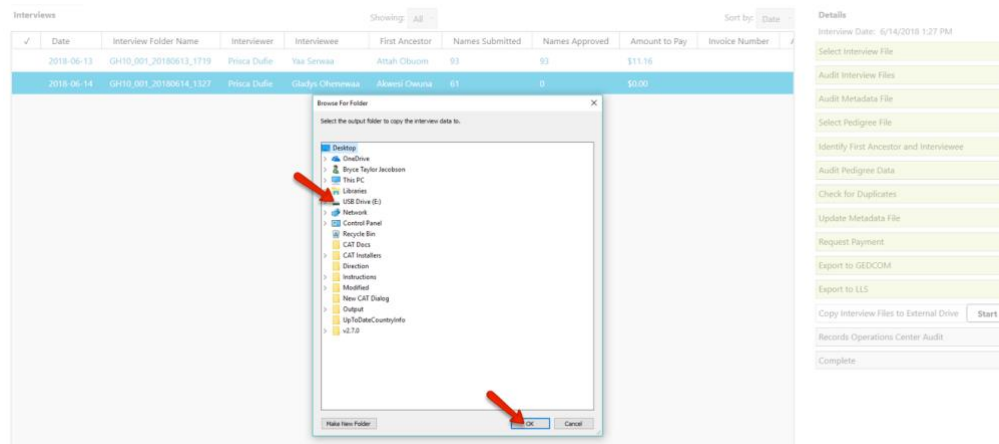 Interviews Showing: All Sort by: Date
✓ Date Interview Folder Name Interviewer Interviewee First Ancestor Names Submitted Names Approved Amount to Pay Invoice Number
2018-06-13 GH10_001_20180613_1719 Prisca Dufie Yaa Serwaa Attah Obuom 93 93 $11.16
2018-06-14 GH10_001_20180614_1327 Prisca Dufie Gladys Ohenewaa Akwesi Owuna 61 0 $0.00
Browse For Folder
Select the output folder to copy the interview data to.
Desktop
OneDrive
Bryce Taylor Jacobson
This PC
Libraries
USB Drive (E:)
Network
Control Panel
Recycle Bin
CAT Docs
CAT Installers
Direction
Instructions
Modified
New CAT Dialog
Output
UpToDateCountryInfo
v2.7.0
Make New Folder OK Cancel
Details
Interview Date: 6/14/2018 1:27 PM
Select Interview File
Audit Interview Files
Audit Metadata File
Select Pedigree File
Identify First Ancestor and Interviewee
Audit Pedigree Data
Check for Duplicates
Update Metadata File
Request Payment
Export to GEDCOM
Export to LLS
Copy Interview Files to External Drive Start
Records Operations Center Audit
Complete